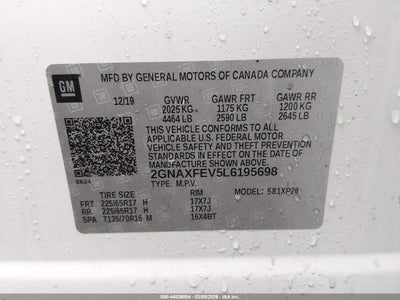 GM
MFD BY GENERAL MOTORS OF CANADA COMPANY
12/19 GVWR GAWR FRT GAWR RR
2025 KG 1175 KG 1200 KG
4464 LB 2590 LB 2645 LB
THIS VEHICLE CONFORMS TO ALL
APPLICABLE U.S. FEDERAL MOTOR
VEHICLE SAFETY AND THEFT
PREVENTION STANDARDS IN EFFECT
ON THE DATE OF MANUFACTURE
SHOWN ABOVE.
2GNAXFEV5L6195698
8624 TYPE: M.P.V.
TIRE SIZE RIM 581XP26
FRT 225/65R17 H 17X7J
RR 225/65R17 H 17X7J
SPA T135/70R16 M 16X4BT